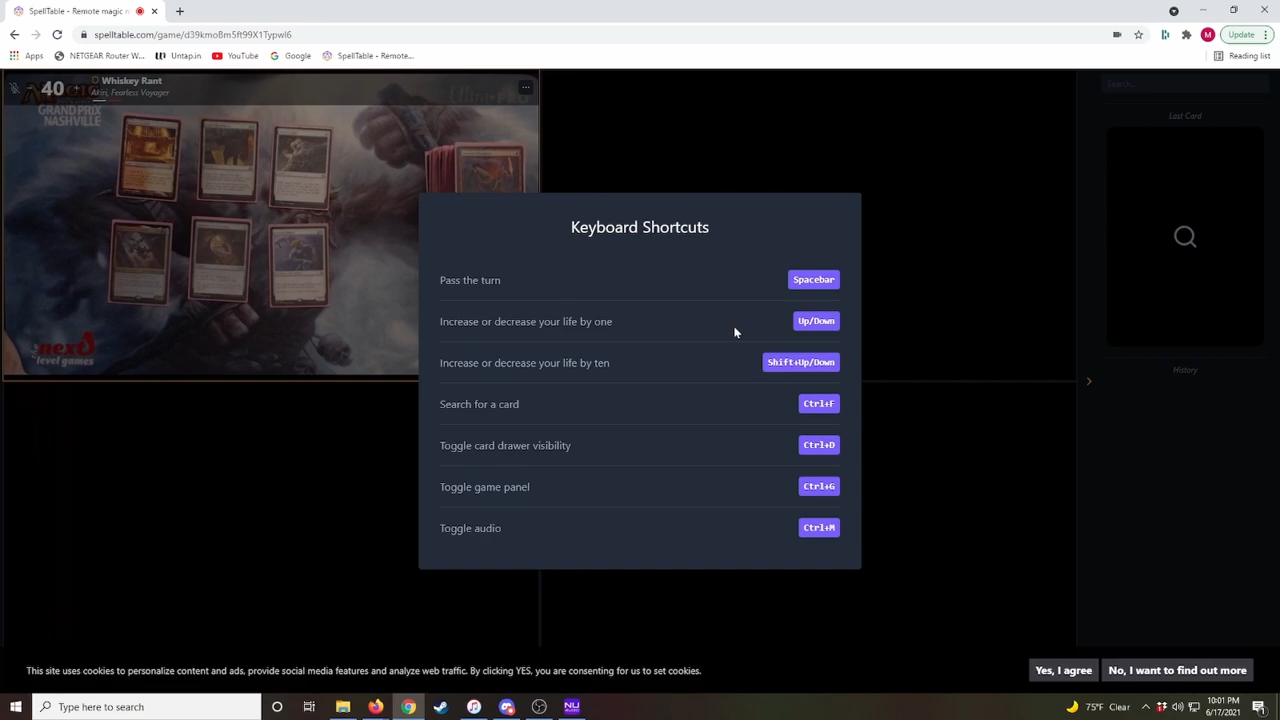 SpellTable - Remote magic
spelltable.com/game/d39kmo8m5ft99X1Typwl6
M
Update
Apps
NETGEAR Router W...
Untap.in
YouTube
Google
SpellTable - Remote...
Reading list
40
Whiskey Rant
Akiri, Fearless Voyager
GRAND PRIX
NASHVILLE
next
level games
Search...
Last Card
History
Keyboard Shortcuts
Pass the turn Spacebar
Increase or decrease your life by one Up/Down
Increase or decrease your life by ten Shift+Up/Down
Search for a card Ctrl+F
Toggle card drawer visibility Ctrl+D
Toggle game panel Ctrl+G
Toggle audio Ctrl+M
This site uses cookies to personalize content and ads, provide social media features and analyze web traffic. By clicking YES, you are consenting for us to set cookies.
Yes, I agree
No, I want to find out more
Type here to search
NU
75°F Clear
10:01 PM
6/17/2021